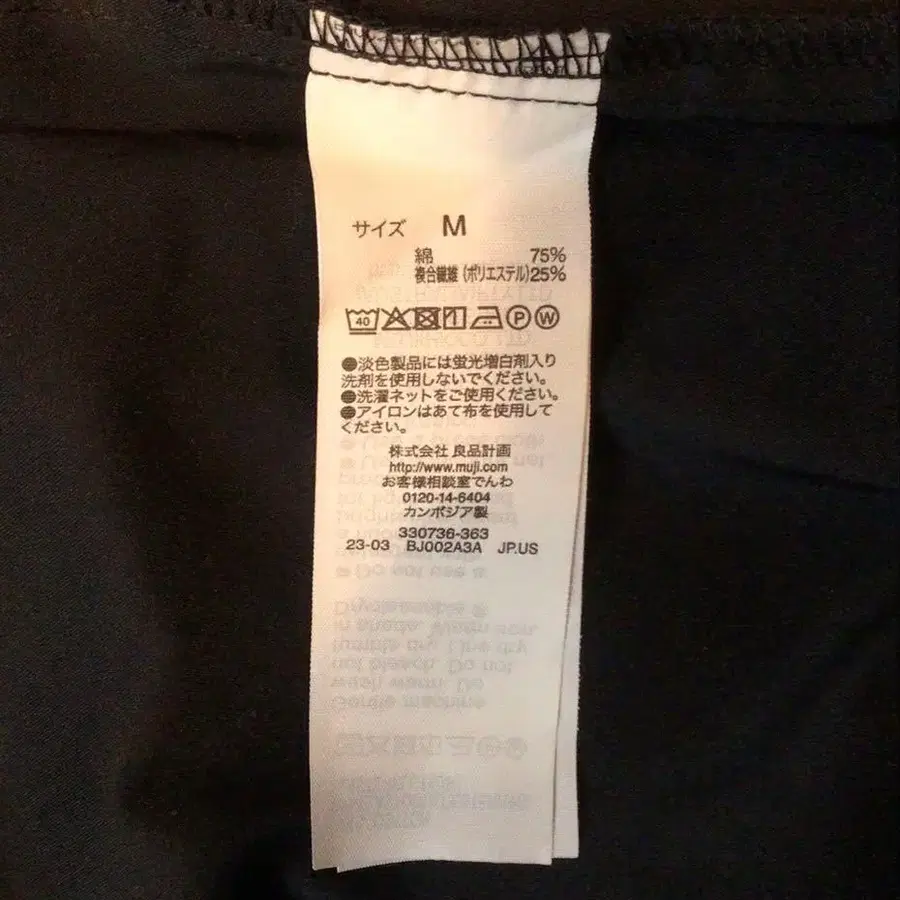 サイズ M
綿 75%
複合繊維(ポリエステル)25%
40 P W
●淡色製品には蛍光増白剤入り
洗剤を使用しないでください。
●洗濯ネットをご使用ください。
●アイロンはあて布を使用して
ください。
株式会社 良品計画
http://www.muji.com
お客様相談室でんわ
0120-14-6404
カンボジア製
330736-363
23-03 BJ002A3A JP.US